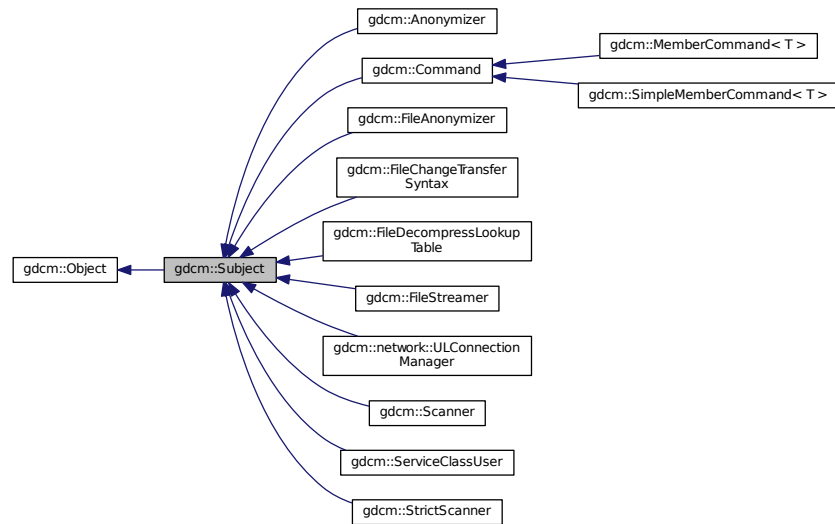 gdcm::Anonymizer
gdcm::Command
gdcm::MemberCommand< T >
gdcm::SimpleMemberCommand< T >
gdcm::FileAnonymizer
gdcm::FileChangeTransfer
Syntax
gdcm::FileDecompressLookup
Table
gdcm::Object
gdcm::Subject
gdcm::FileStreamer
gdcm::network::ULConnection
Manager
gdcm::Scanner
gdcm::ServiceClassUser
gdcm::StrictScanner